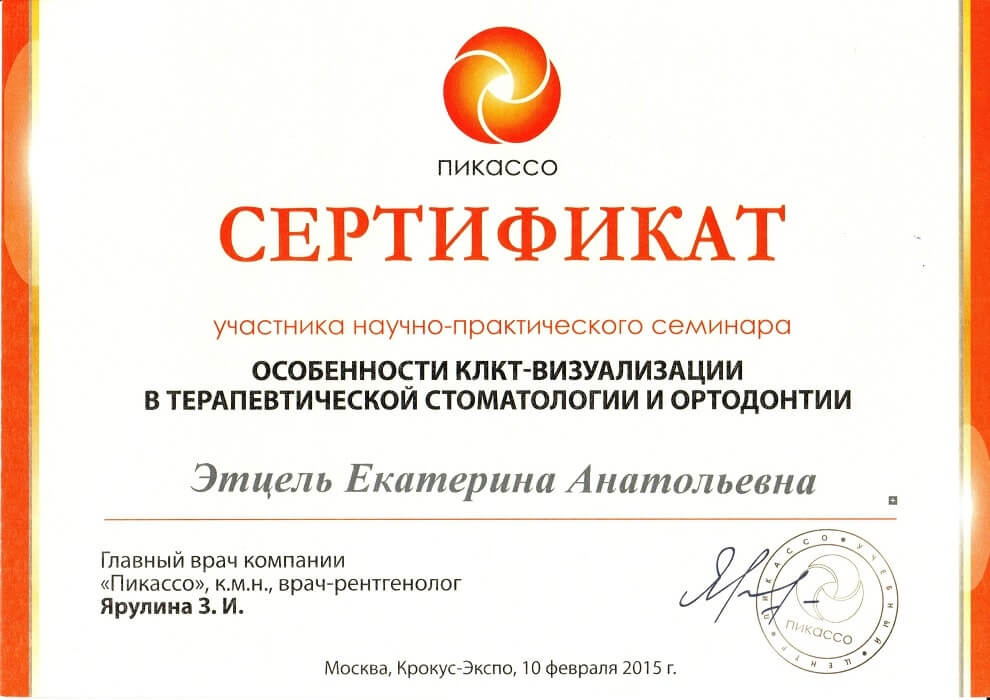 пикассо
СЕРТИФИКАТ
участника научно-практического семинара
ОСОБЕННОСТИ КЛКТ-ВИЗУАЛИЗАЦИИ
В ТЕРАПЕВТИЧЕСКОЙ СТОМАТОЛОГИИ И ОРТОДОНТИИ
Этцель Екатерина Анатольевна
Главный врач компании
«Пикассо», к.м.н., врач-рентгенолог
Ярулина З. И.
ПИКАССО • УЧЕБНЫЙ ЦЕНТР •
пикассо
Москва, Крокус-Экспо, 10 февраля 2015 г.